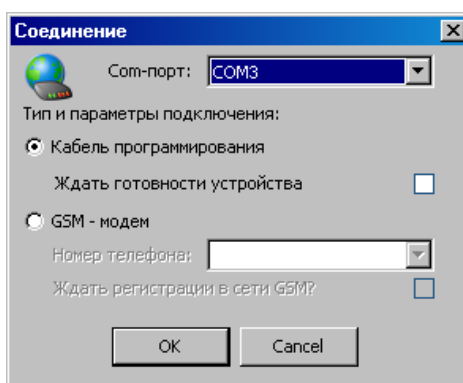 Соединение
Com-порт: COM3
Тип и параметры подключения:
Кабель программирования
Ждать готовности устройства
GSM - модем
Номер телефона:
Ждать регистрации в сети GSM?
OK Cancel